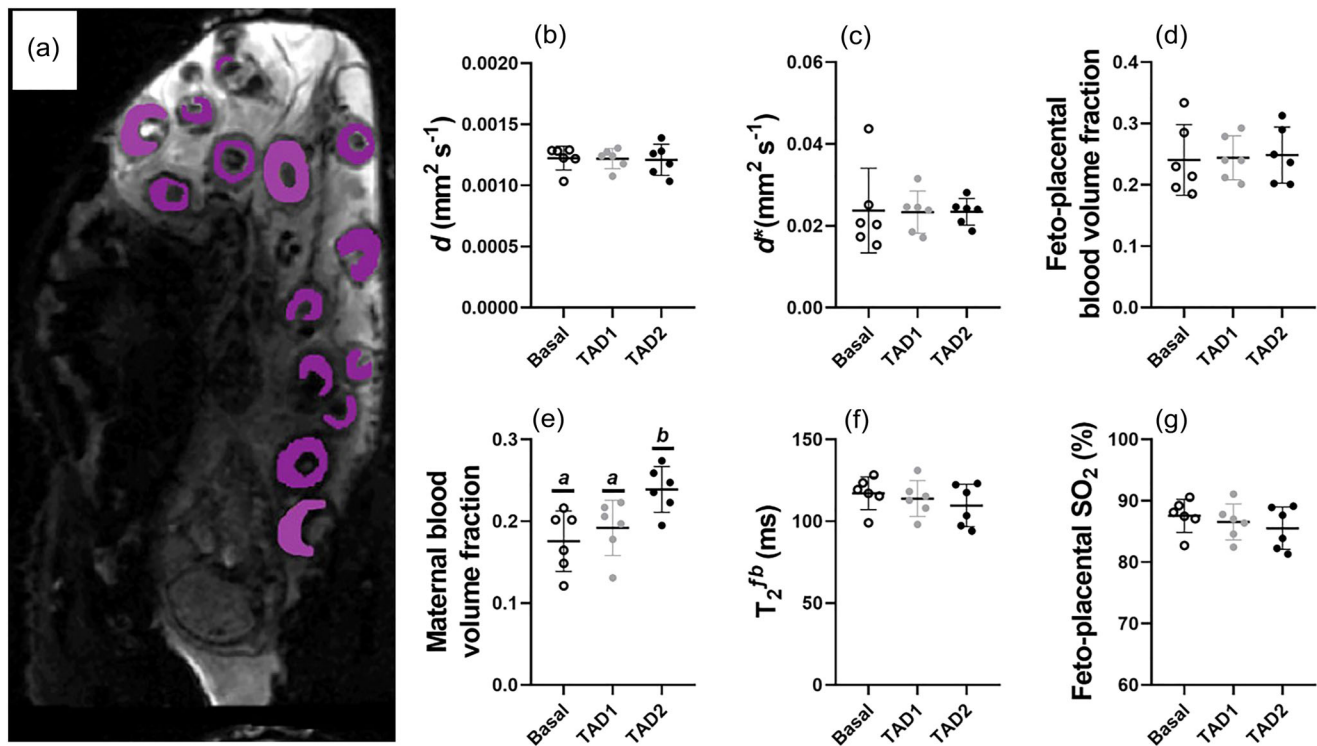 (a)
(b)
d (mm² s⁻¹)
0.0020
0.0015
0.0010
0.0005
0.0000
Basal
TAD1
TAD2
(c)
d*(mm² s⁻¹)
0.06
0.04
0.02
0.00
Basal
TAD1
TAD2
(d)
Feto-placental
blood volume fraction
0.4
0.3
0.2
0.1
0.0
Basal
TAD1
TAD2
(e)
Maternal blood
volume fraction
0.3
0.2
0.1
0.0
a
a
b
Basal
TAD1
TAD2
(f)
T₂ᶠᵇ (ms)
150
100
50
0
Basal
TAD1
TAD2
(g)
Feto-placental SO₂ (%)
100
90
80
70
60
Basal
TAD1
TAD2